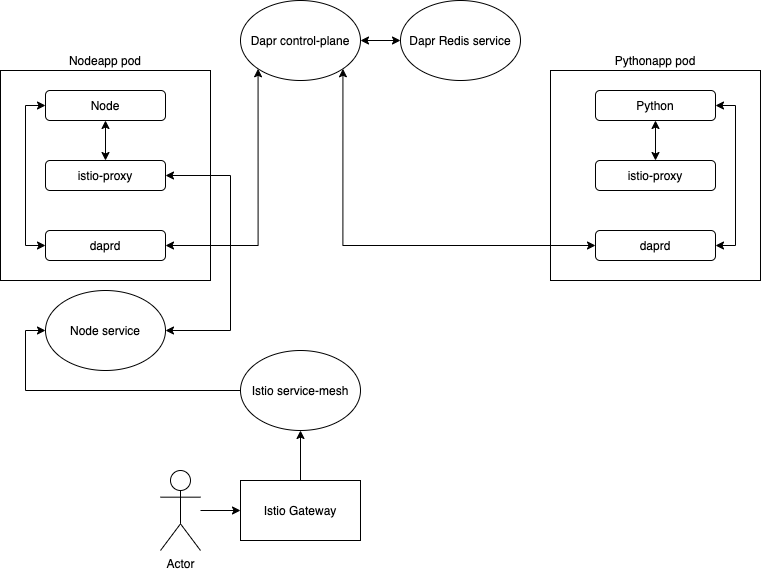 Dapr control-plane
Dapr Redis service
Nodeapp pod
Pythonapp pod
Node
Python
istio-proxy
istio-proxy
daprd
daprd
Node service
Istio service-mesh
Istio Gateway
Actor